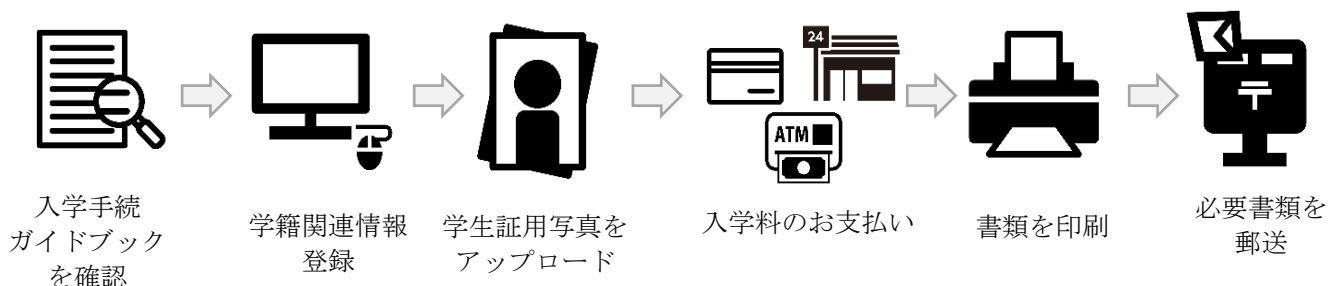 24
ATM
〒
入学手続
ガイドブック
を確認
学籍関連情報
登録
学生証用写真を
アップロード
入学料のお支払い
書類を印刷
必要書類を
郵送